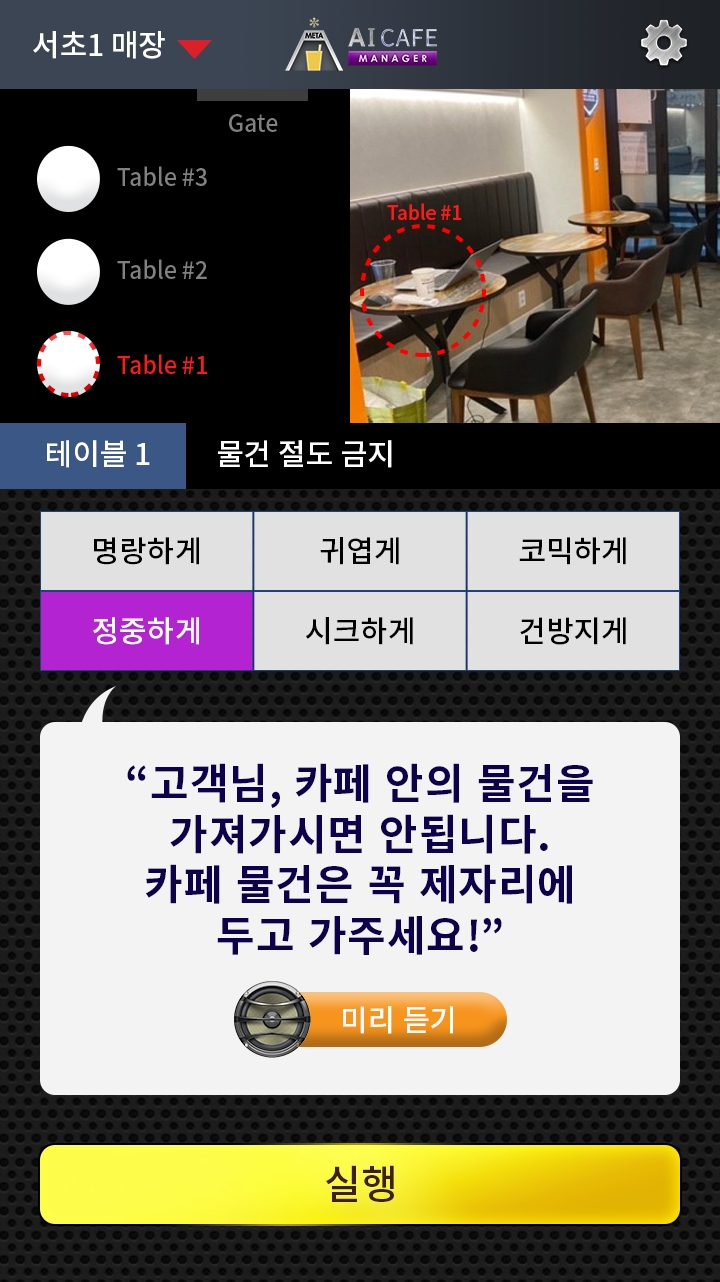 서초1 매장
META
AI CAFE
MANAGER
Gate
Table #3
Table #2
Table #1
Table #1
테이블 1
물건 절도 금지
명랑하게
귀엽게
코믹하게
정중하게
시크하게
건방지게
“고객님, 카페 안의 물건을
가져가시면 안됩니다.
카페 물건은 꼭 제자리에
두고 가주세요!”
미리 듣기
실행